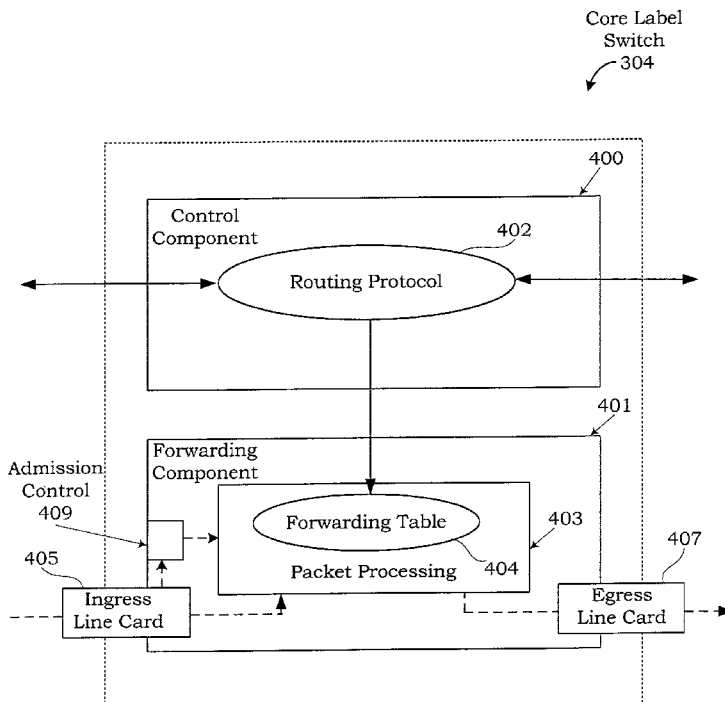 Core Label
Switch
304
400
Control
Component
402
Routing Protocol
401
Forwarding
Component
Admission
Control
409
Forwarding Table
403
404
Packet Processing
405
407
Ingress
Line Card
Egress
Line Card